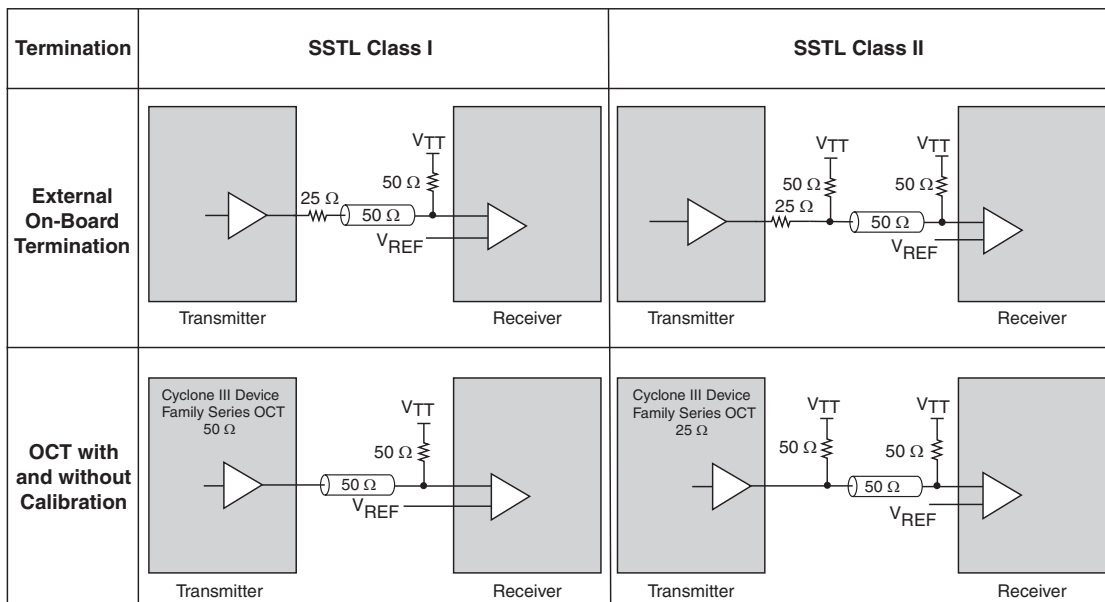 Termination
SSTL Class I
SSTL Class II
External
On-Board
Termination
VTT
50 Ω
25 Ω
50 Ω
VREF
Transmitter
Receiver
VTT
VTT
50 Ω
50 Ω
25 Ω
50 Ω
VREF
Transmitter
Receiver
OCT with
and without
Calibration
Cyclone III Device
Family Series OCT
50 Ω
VTT
50 Ω
50 Ω
VREF
Transmitter
Receiver
Cyclone III Device
Family Series OCT
25 Ω
VTT
VTT
50 Ω
50 Ω
50 Ω
VREF
Transmitter
Receiver